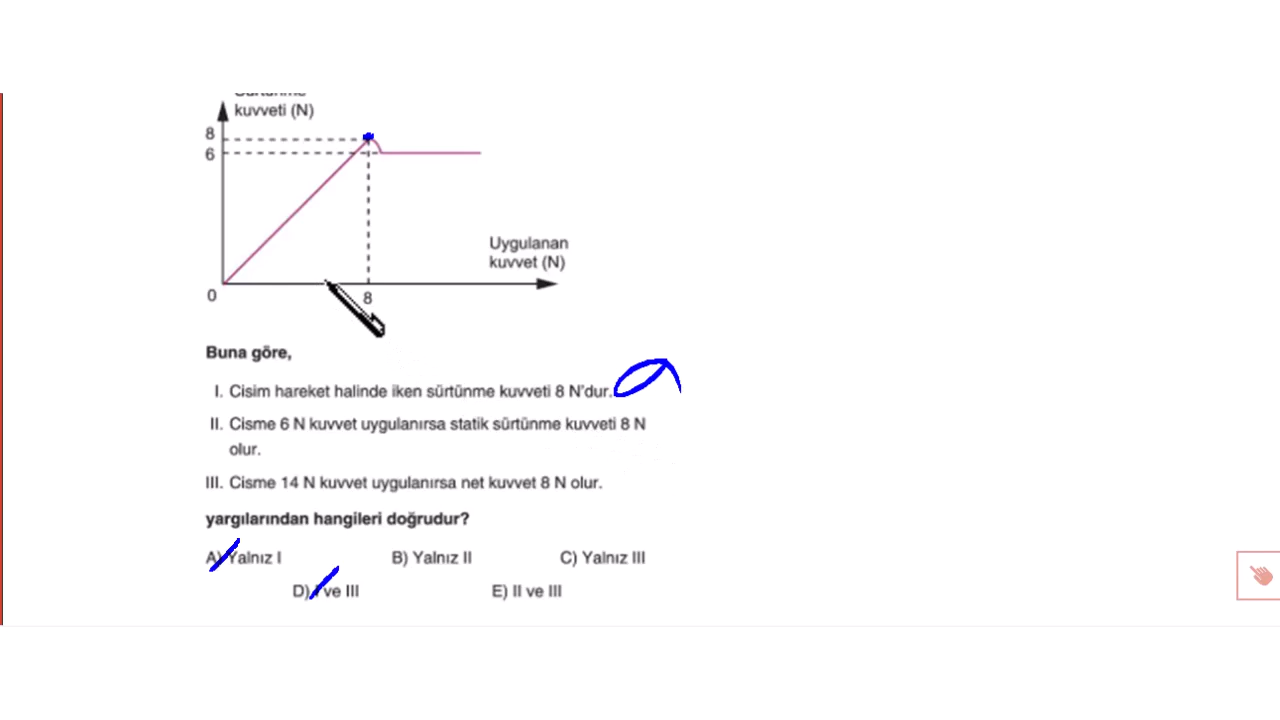 kuvveti (N)
8
6
Uygulanan
kuvvet (N)
0
8
Buna göre,
I. Cisim hareket halinde iken sürtünme kuvveti 8 N'dur.
II. Cisme 6 N kuvvet uygulanırsa statik sürtünme kuvveti 8 N
olur.
III. Cisme 14 N kuvvet uygulanırsa net kuvvet 8 N olur.
yargılarından hangileri doğrudur?
A) Yalnız I B) Yalnız II C) Yalnız III
D) I ve III E) II ve III